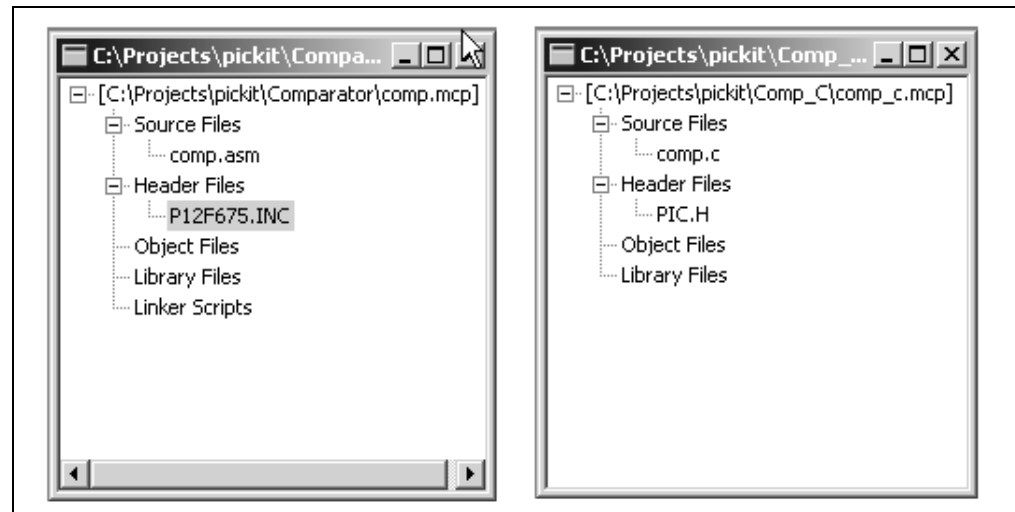 C:\Projects\pickit\Compa...
[C:\Projects\pickit\Comparator\comp.mcp]
Source Files
comp.asm
Header Files
P12F675.INC
Object Files
Library Files
Linker Scripts
C:\Projects\pickit\Comp_...
[C:\Projects\pickit\Comp_C\comp_c.mcp]
Source Files
comp.c
Header Files
PIC.H
Object Files
Library Files